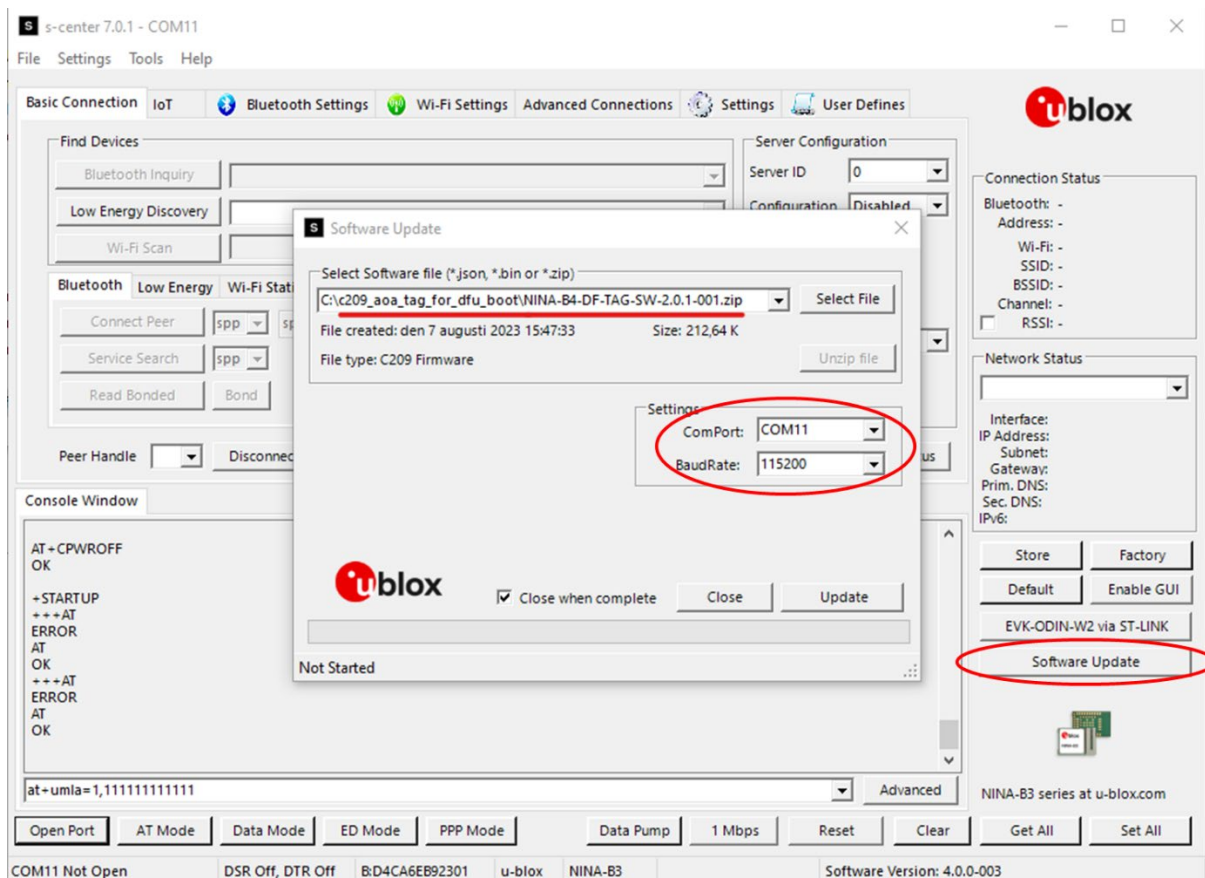 s-center 7.0.1 - COM11
File Settings Tools Help
Basic Connection IoT Bluetooth Settings Wi-Fi Settings Advanced Connections Settings User Defines
ublox
Find Devices
Bluetooth Inquiry
Low Energy Discovery
Wi-Fi Scan
Server Configuration
Server ID 0
Configuration Disabled
Bluetooth Low Energy Wi-Fi Stati
Connect Peer spp
Service Search spp
Read Bonded Bond
Peer Handle Disconnec us
Software Update
Select Software file (*.json, *.bin or *.zip)
C:\c209_aoa_tag_for_dfu_boot\NINA-B4-DF-TAG-SW-2.0.1-001.zip Select File
File created: den 7 augusti 2023 15:47:33 Size: 212,64 K
File type: C209 Firmware Unzip file
Settings
ComPort: COM11
BaudRate: 115200
ublox
Close when complete Close Update
Not Started
Connection Status
Bluetooth: -
Address: -
Wi-Fi: -
SSID: -
BSSID: -
Channel: -
RSSI: -
Network Status
Interface:
IP Address:
Subnet:
Gateway:
Prim. DNS:
Sec. DNS:
IPv6:
Console Window
AT+CPWROFF
OK
+STARTUP
+++AT
ERROR
AT
OK
+++AT
ERROR
AT
OK
at+umla=1,111111111111 Advanced
Store Factory
Default Enable GUI
EVK-ODIN-W2 via ST-LINK
Software Update
NINA-B3 series at u-blox.com
Open Port AT Mode Data Mode ED Mode PPP Mode Data Pump 1 Mbps Reset Clear Get All Set All
COM11 Not Open DSR Off, DTR Off B:D4CA6EB92301 u-blox NINA-B3 Software Version: 4.0.0-003